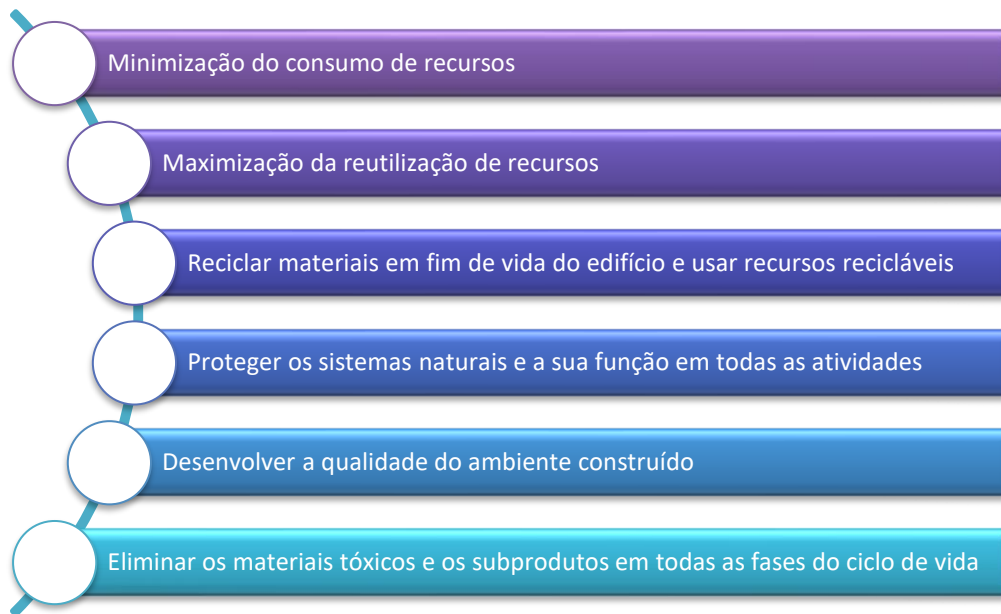 Minimização do consumo de recursos
Maximização da reutilização de recursos
Reciclar materiais em fim de vida do edifício e usar recursos recicláveis
Proteger os sistemas naturais e a sua função em todas as atividades
Desenvolver a qualidade do ambiente construído
Eliminar os materiais tóxicos e os subprodutos em todas as fases do ciclo de vida